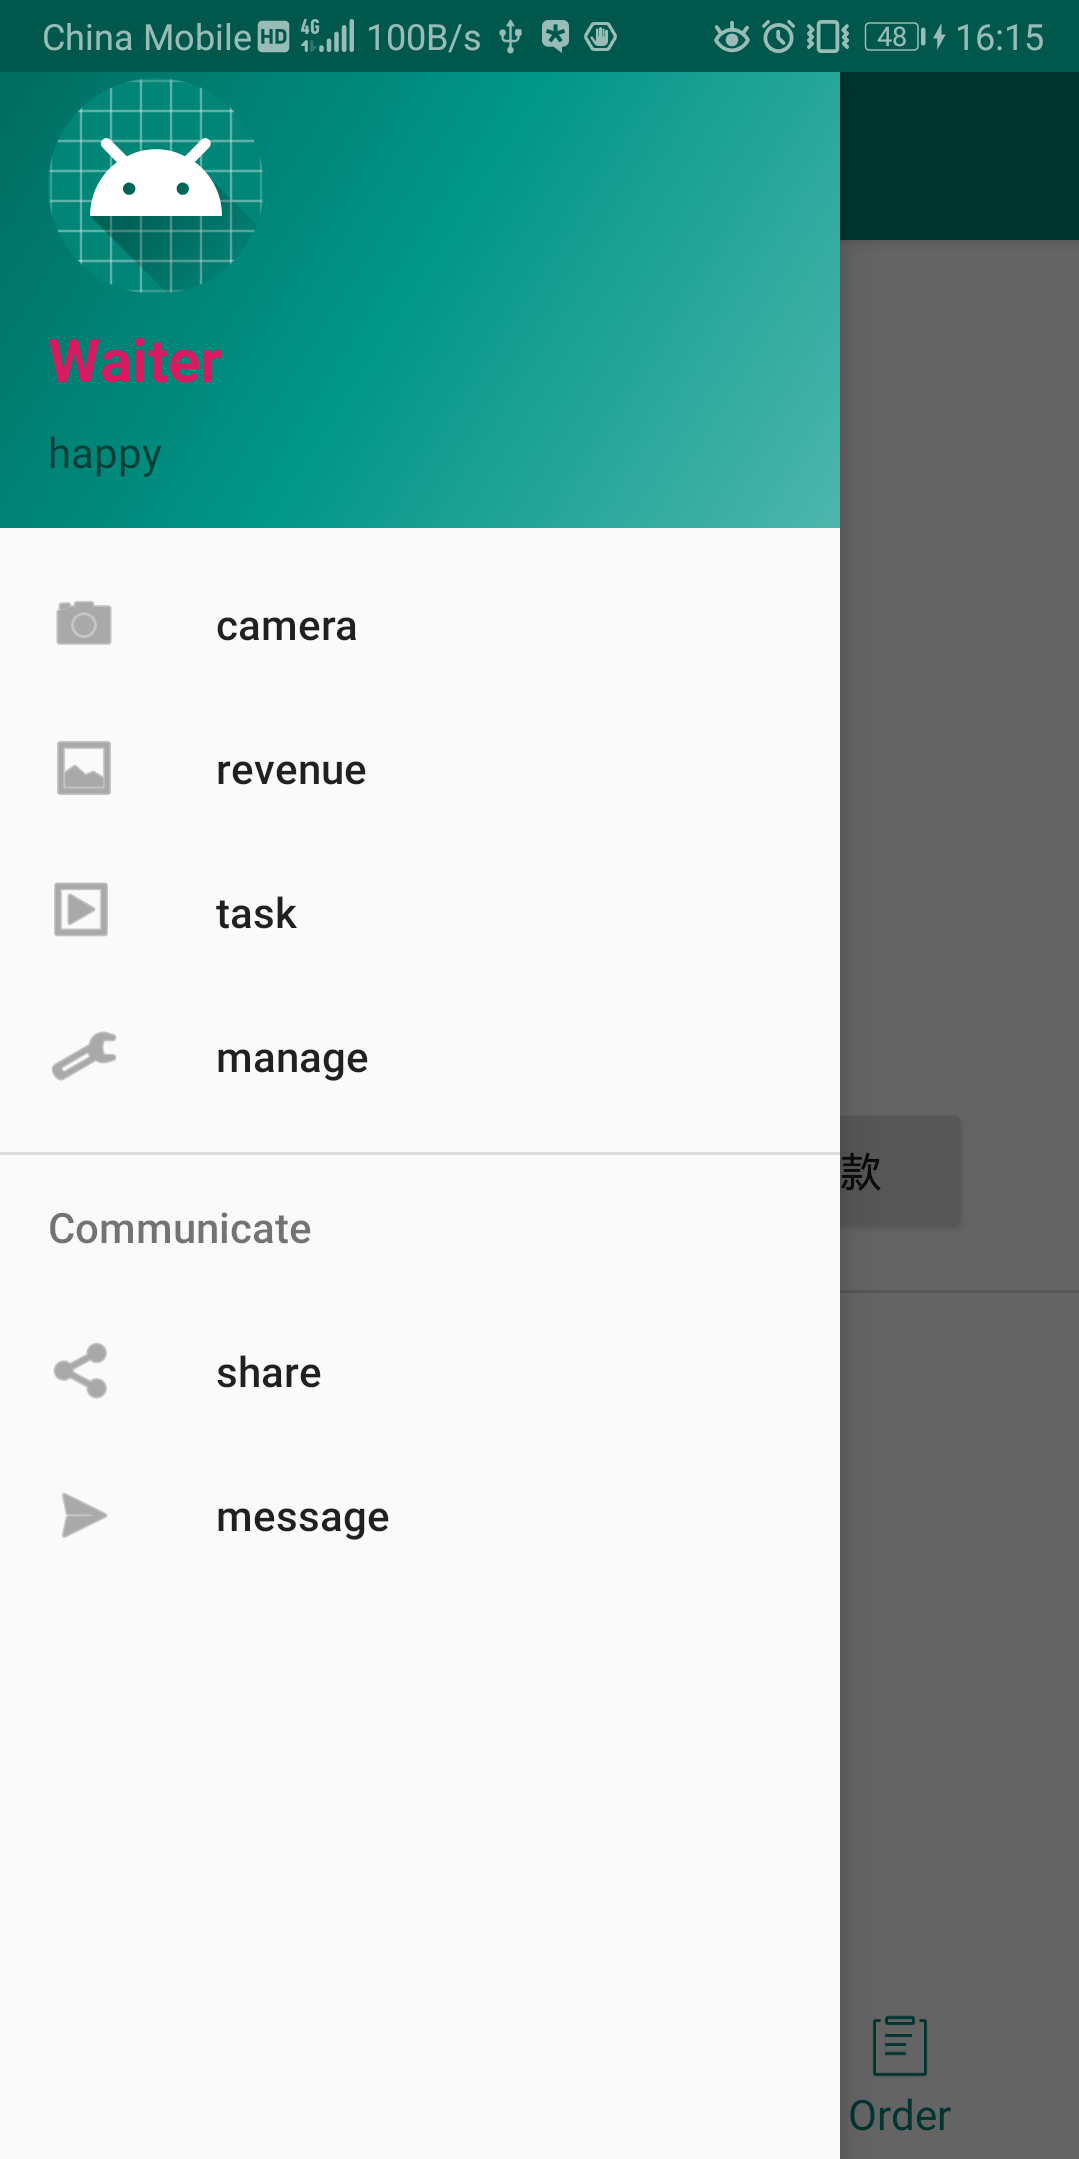 China Mobile HD 4G 1 100B/s 48 16:15
Waiter
happy
camera
revenue
task
manage
款
Communicate
share
message
Order